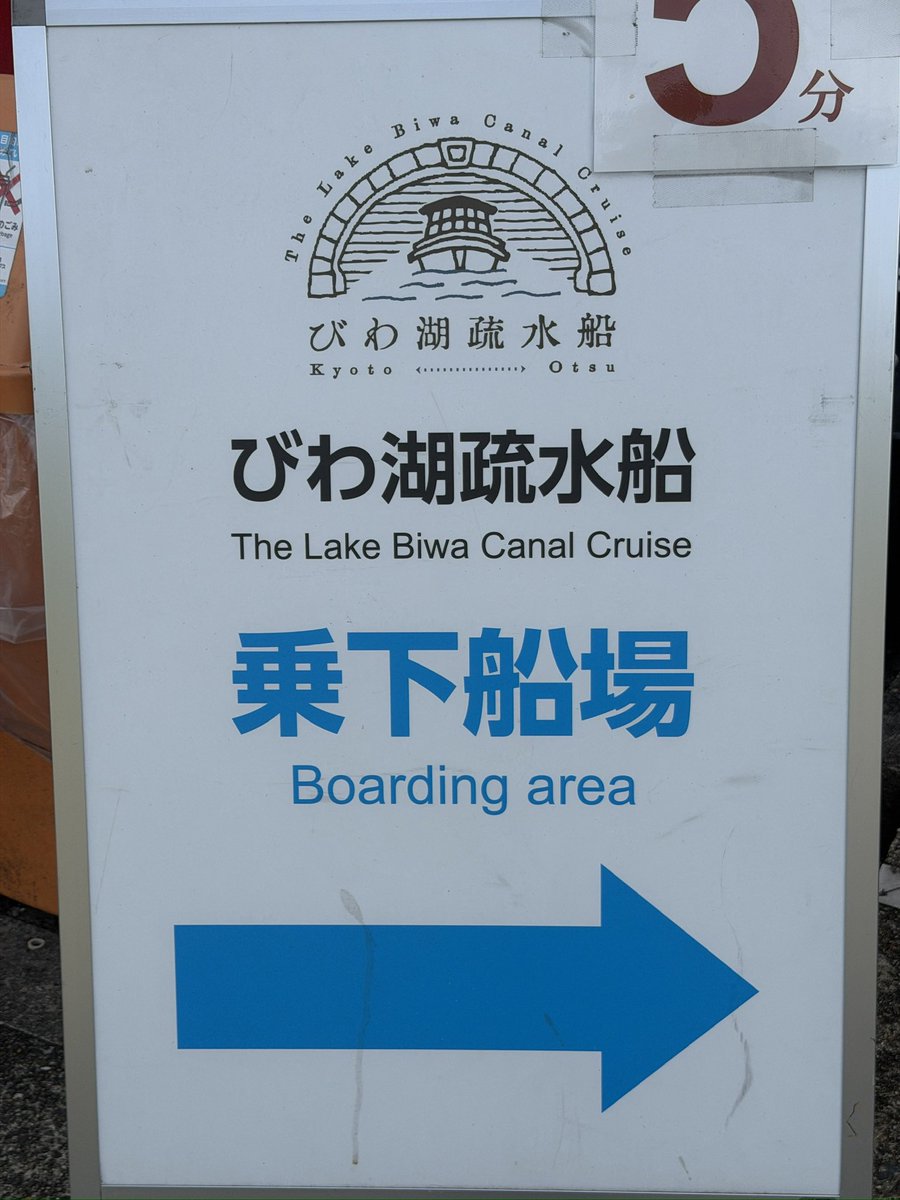 5分
The Lake Biwa Canal Cruise
びわ湖疏水船
Kyoto Otsu
びわ湖疏水船
The Lake Biwa Canal Cruise
乗下船場
Boarding area